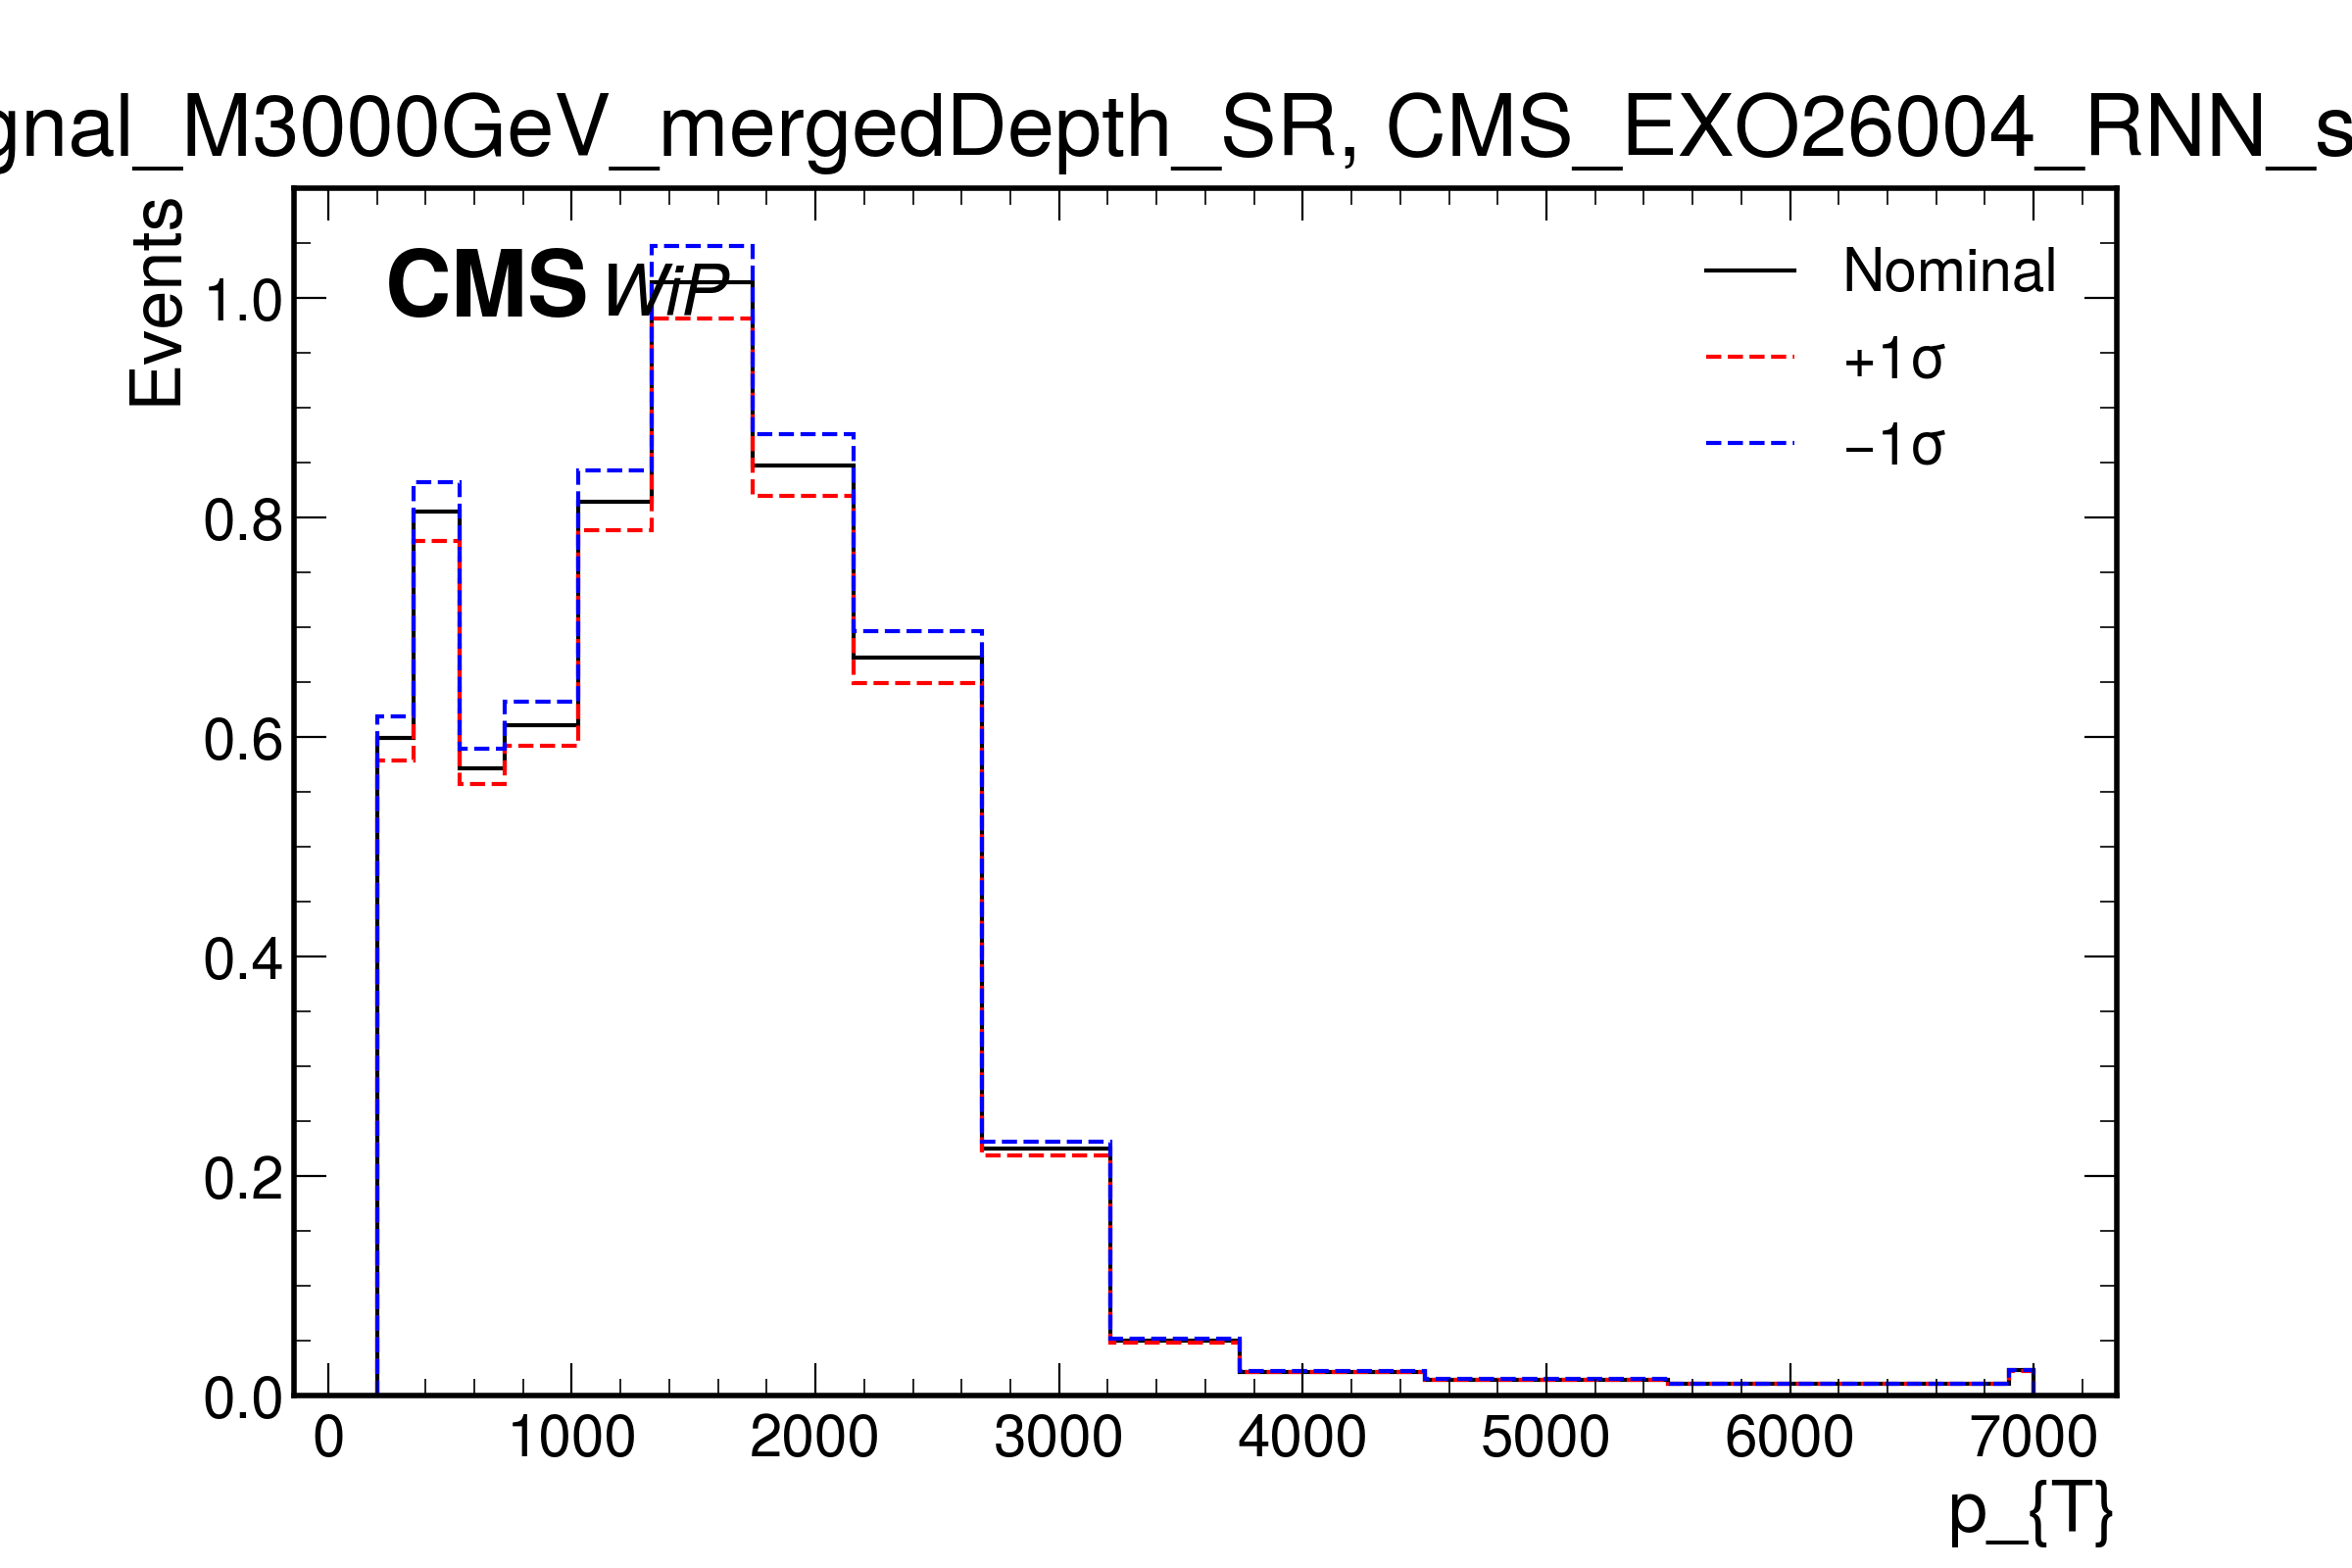 gnal_M3000GeV_mergedDepth_SR, CMS_EXO26004_RNN_s
Events
CMS WiP
Nominal
+1σ
−1σ
1.0
0.8
0.6
0.4
0.2
0.0
0 1000 2000 3000 4000 5000 6000 7000
p_{T}